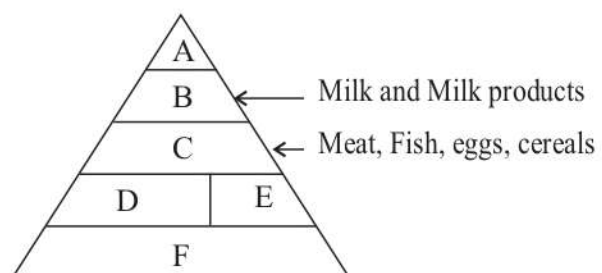 A
B
Milk and Milk products
C
Meat, Fish, eggs, cereals
D
E
F